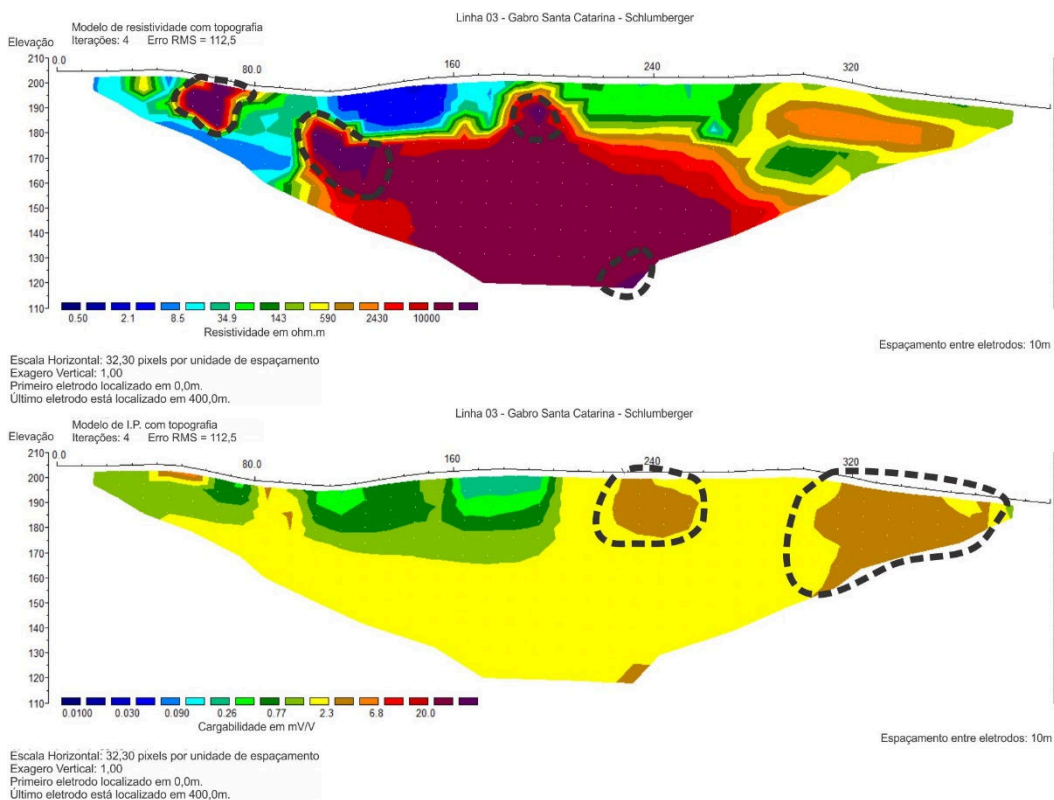 Linha 03 - Gabro Santa Catarina - Schlumberger
Modelo de resistividade com topografia
Iterações: 4 Erro RMS = 112,5
Elevação
0.0 80.0 160 240 320
210
200
190
180
170
160
150
140
130
120
110
0.50 2.1 8.5 34.9 143 590 2430 10000
Resistividade em ohm.m
Espaçamento entre eletrodos: 10m
Escala Horizontal: 32,30 pixels por unidade de espaçamento
Exagero Vertical: 1,00
Primeiro eletrodo localizado em 0,0m.
Último eletrodo está localizado em 400,0m.
Linha 03 - Gabro Santa Catarina - Schlumberger
Modelo de I.P. com topografia
Iterações: 4 Erro RMS = 112,5
Elevação
0.0 80.0 160 240 320
210
200
190
180
170
160
150
140
130
120
110
0.0100 0.030 0.090 0.26 0.77 2.3 6.8 20.0
Cargabilidade em mV/V
Espaçamento entre eletrodos: 10m
Escala Horizontal: 32,30 pixels por unidade de espaçamento
Exagero Vertical: 1,00
Primeiro eletrodo localizado em 0,0m.
Último eletrodo está localizado em 400,0m.